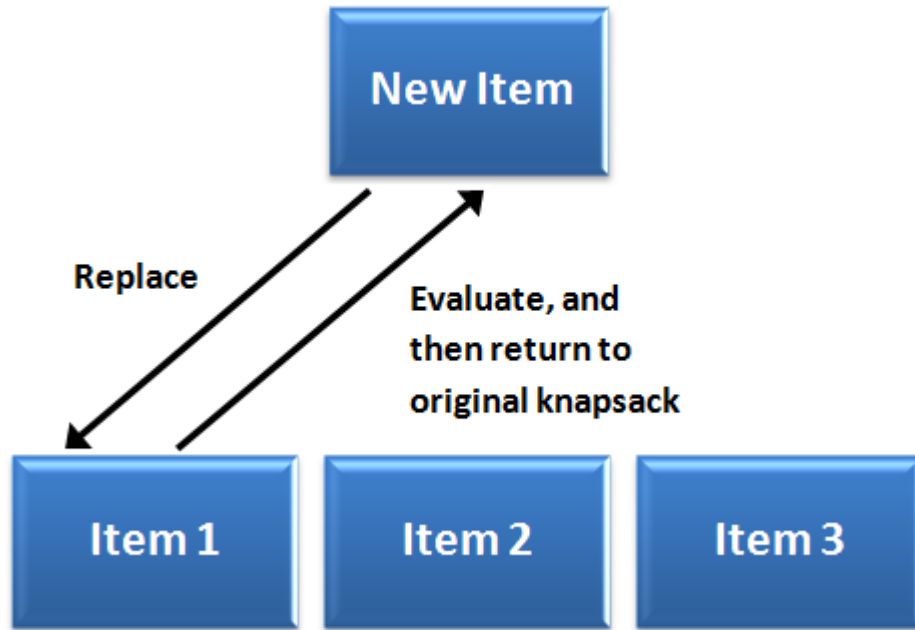 New Item
Replace
Evaluate, and
then return to
original knapsack
Item 1
Item 2
Item 3